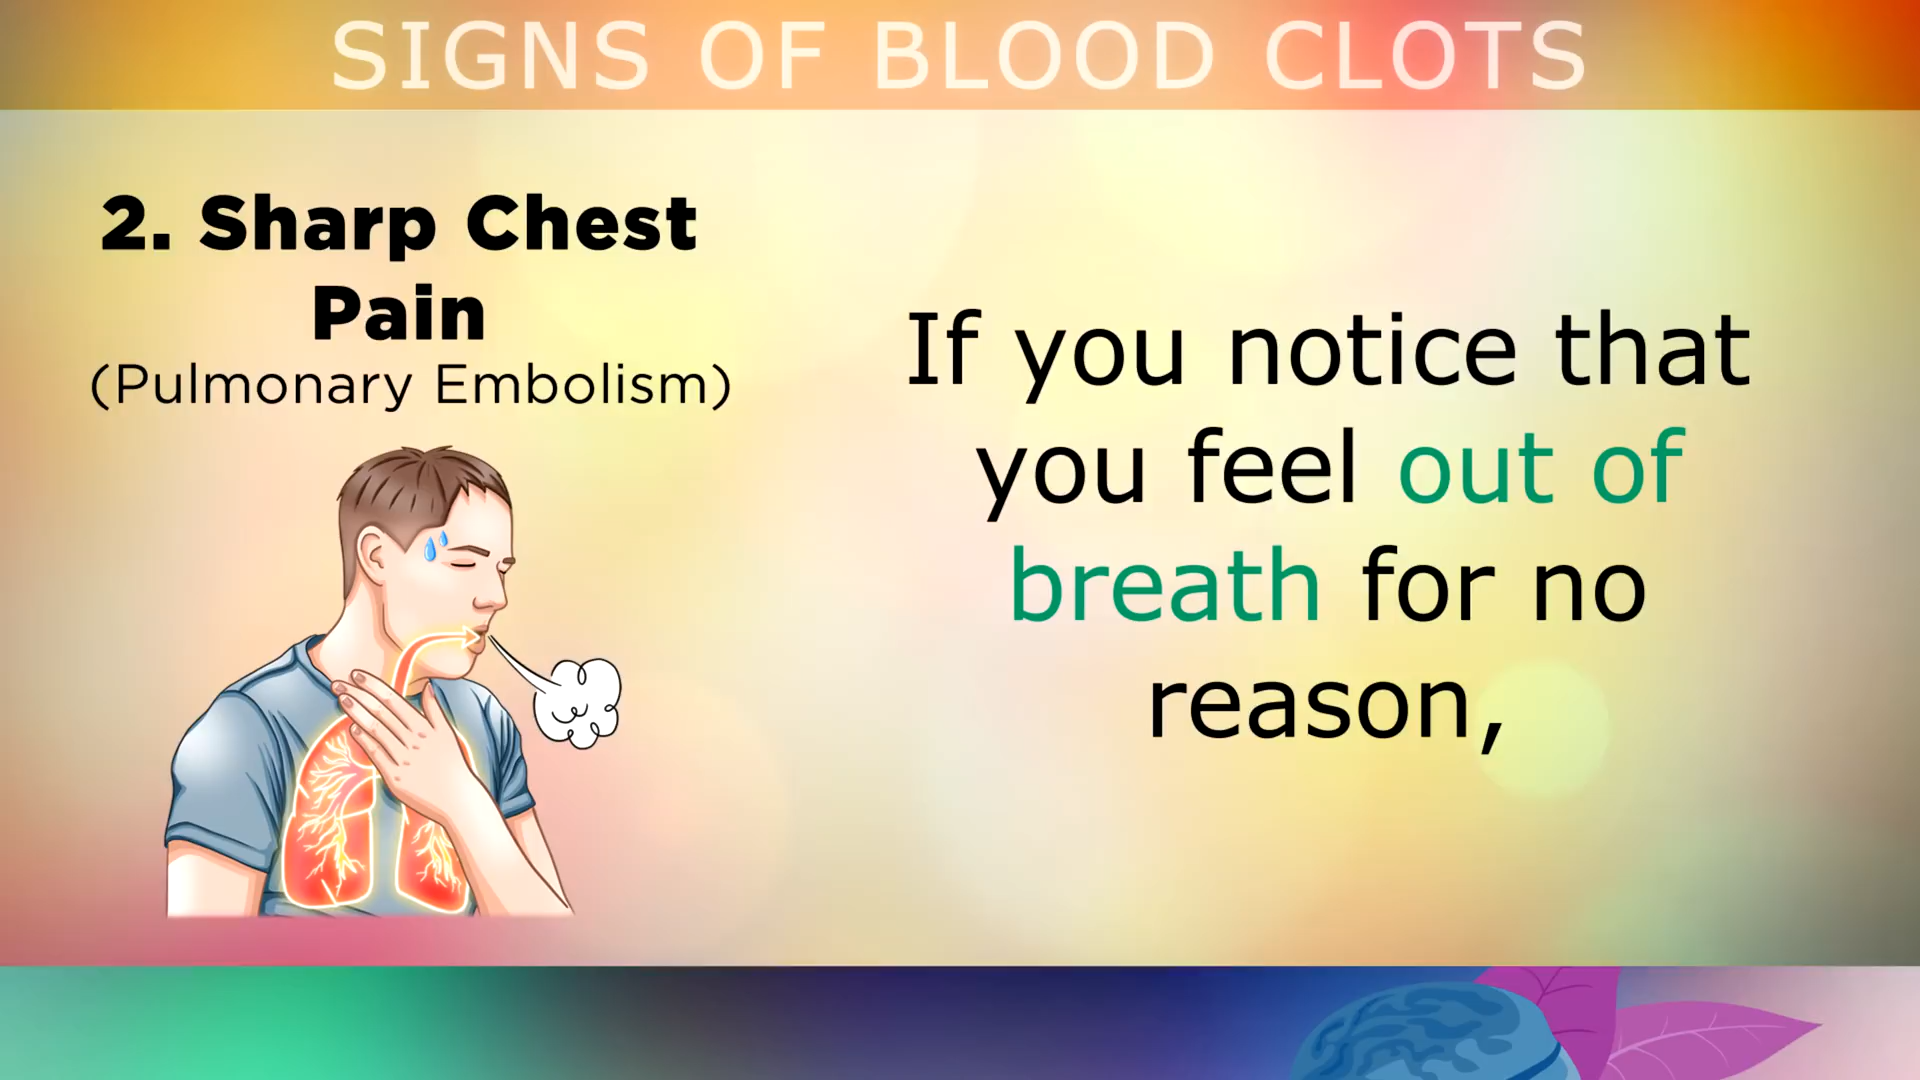 SIGNS OF BLOOD CLOTS
2. Sharp Chest
Pain
(Pulmonary Embolism)
If you notice that
you feel out of
breath for no
reason,